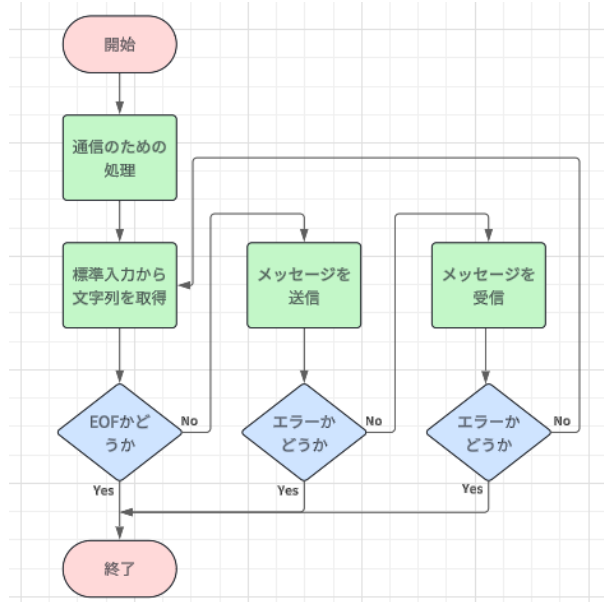 開始
通信のための
処理
標準入力から
文字列を取得
メッセージを
送信
メッセージを
受信
EOFかど
うか
No
エラーか
どうか
No
エラーか
どうか
No
Yes
Yes
Yes
終了